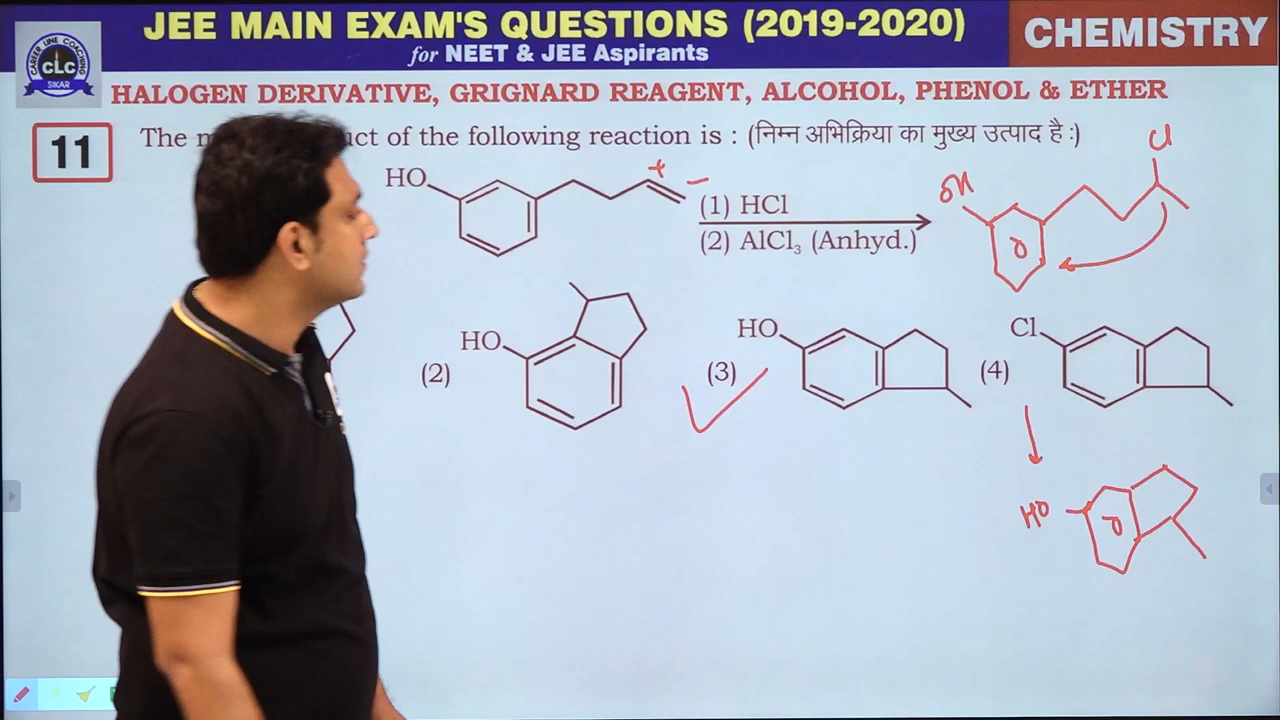 JEE MAIN EXAM'S QUESTIONS (2019-2020)
for NEET & JEE Aspirants
CHEMISTRY
CAREER LINE COACHING
CLC
SIKAR
HALOGEN DERIVATIVE, GRIGNARD REAGENT, ALCOHOL, PHENOL & ETHER
11
The uct of the following reaction is : (निम्न अभिक्रिया का मुख्य उत्पाद है :)
HO
+ −
(1) HCl
(2) AlCl₃ (Anhyd.)
OH
Cl
(2) HO
(3) HO
(4) Cl
HO